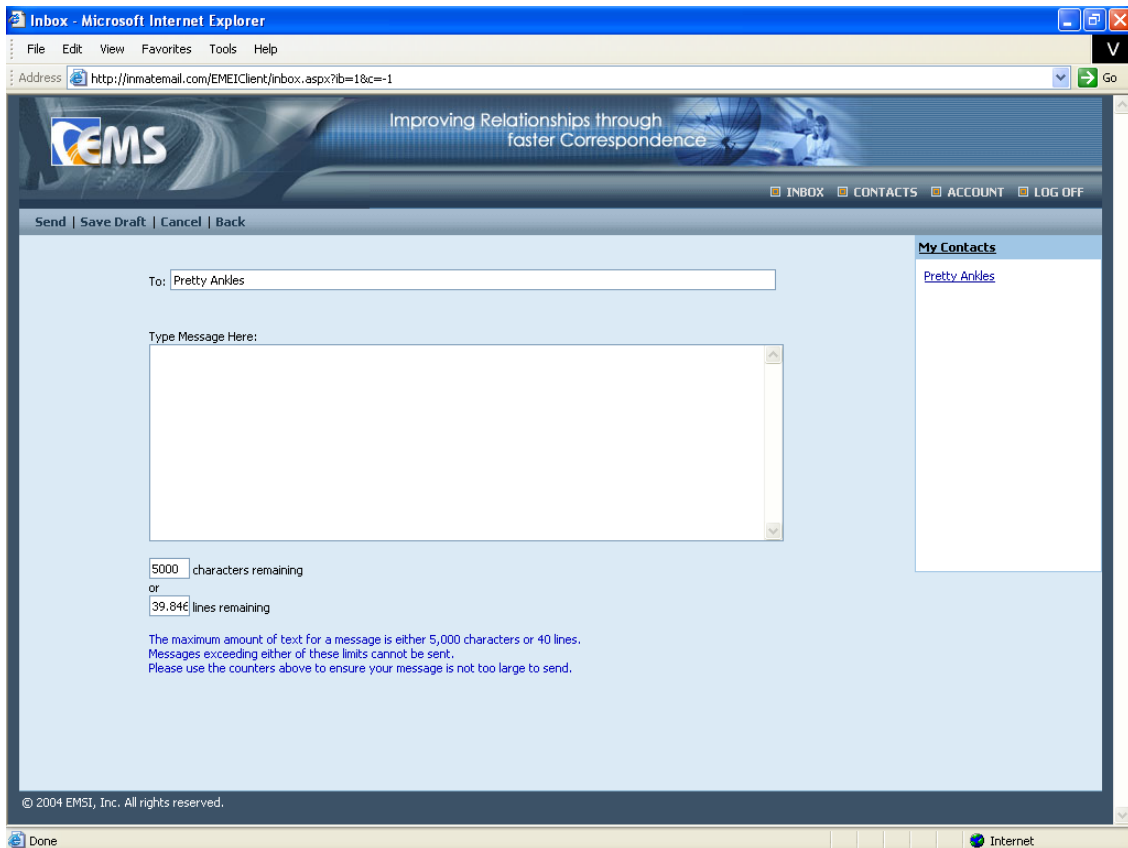 Inbox - Microsoft Internet Explorer
File Edit View Favorites Tools Help
V
Address http://inmatemail.com/EMEIClient/inbox.aspx?ib=1&c=-1 Go
EMS
Improving Relationships through
faster Correspondence
INBOX CONTACTS ACCOUNT LOG OFF
Send | Save Draft | Cancel | Back
My Contacts
Pretty Ankles
To: Pretty Ankles
Type Message Here:
5000 characters remaining
or
39.846 lines remaining
The maximum amount of text for a message is either 5,000 characters or 40 lines.
Messages exceeding either of these limits cannot be sent.
Please use the counters above to ensure your message is not too large to send.
© 2004 EMSI, Inc. All rights reserved.
Done Internet